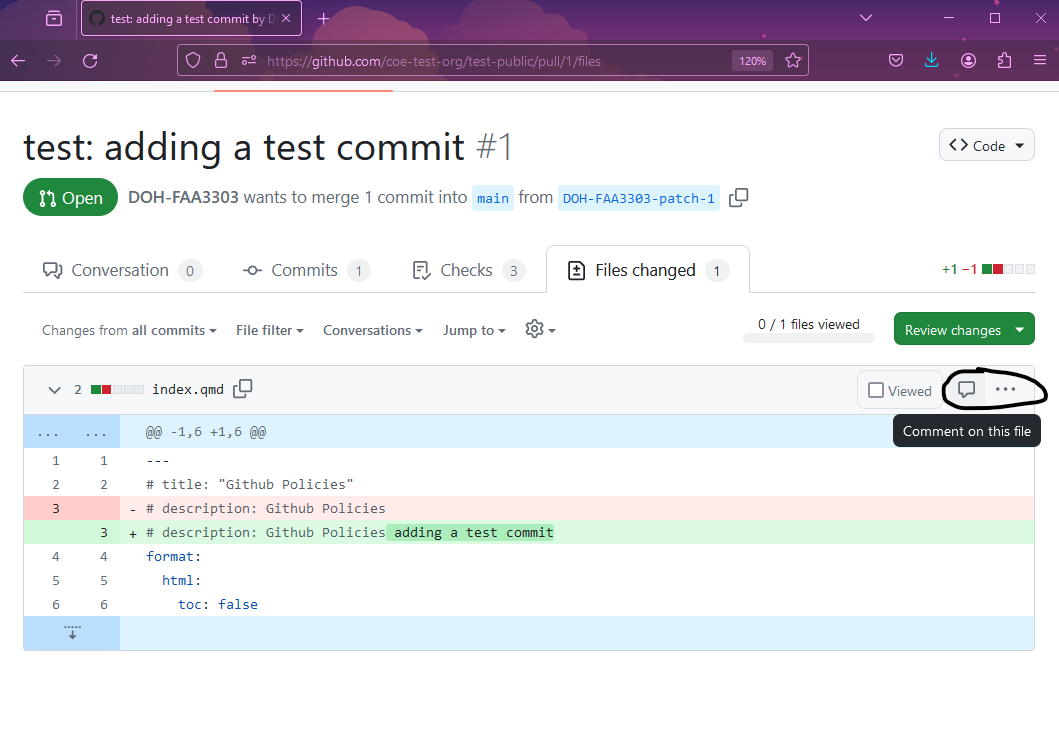 test: adding a test commit by D
https://github.com/coe-test-org/test-public/pull/1/files
120%
test: adding a test commit #1
Code
Open
DOH-FAA3303 wants to merge 1 commit into main from DOH-FAA3303-patch-1
Conversation 0
Commits 1
Checks 3
Files changed 1
+1 −1
Changes from all commits
File filter
Conversations
Jump to
0 / 1 files viewed
Review changes
2 index.qmd
Viewed
Comment on this file
... ... @@ -1,6 +1,6 @@
1 1 ---
2 2 # title: "Github Policies"
3 - # description: Github Policies
3 + # description: Github Policies adding a test commit
4 4 format:
5 5 html:
6 6 toc: false